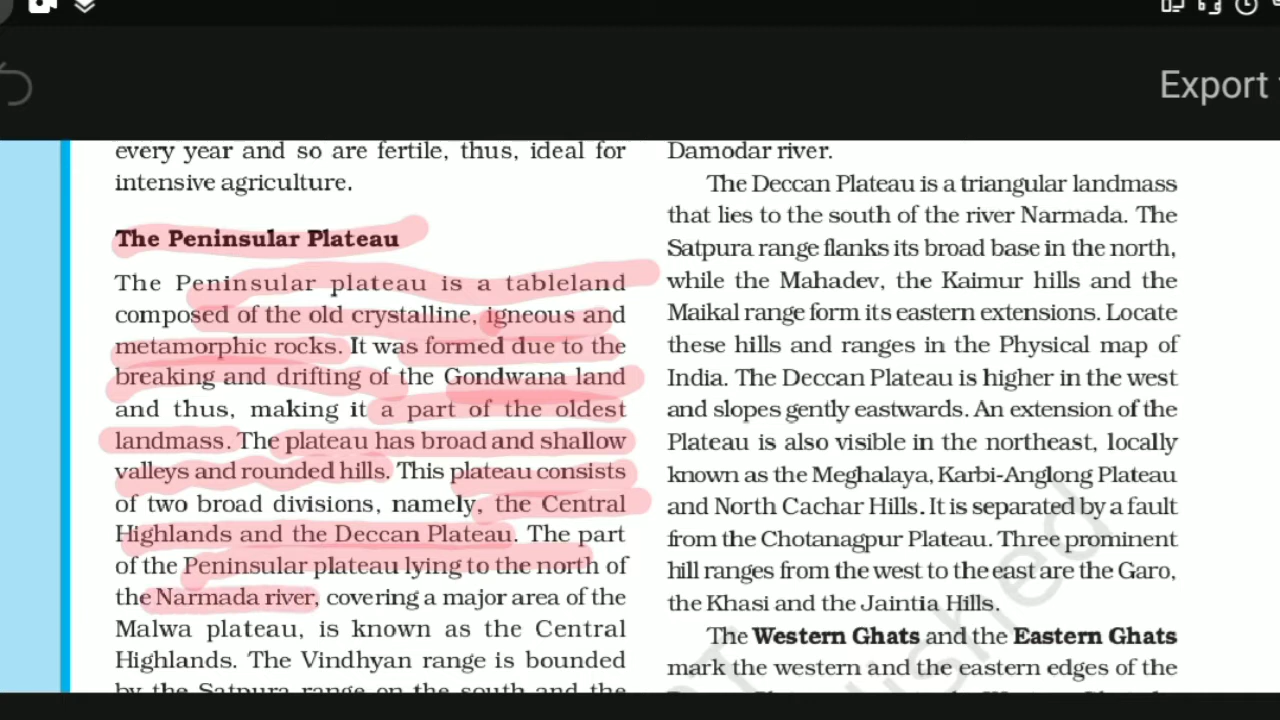 Export
every year and so are fertile, thus, ideal for
intensive agriculture.
The Peninsular Plateau
The Peninsular plateau is a tableland
composed of the old crystalline, igneous and
metamorphic rocks. It was formed due to the
breaking and drifting of the Gondwana land
and thus, making it a part of the oldest
landmass. The plateau has broad and shallow
valleys and rounded hills. This plateau consists
of two broad divisions, namely, the Central
Highlands and the Deccan Plateau. The part
of the Peninsular plateau lying to the north of
the Narmada river, covering a major area of the
Malwa plateau, is known as the Central
Highlands. The Vindhyan range is bounded
by the Satpura range on the south and the
Damodar river.
The Deccan Plateau is a triangular landmass
that lies to the south of the river Narmada. The
Satpura range flanks its broad base in the north,
while the Mahadev, the Kaimur hills and the
Maikal range form its eastern extensions. Locate
these hills and ranges in the Physical map of
India. The Deccan Plateau is higher in the west
and slopes gently eastwards. An extension of the
Plateau is also visible in the northeast, locally
known as the Meghalaya, Karbi-Anglong Plateau
and North Cachar Hills. It is separated by a fault
from the Chotanagpur Plateau. Three prominent
hill ranges from the west to the east are the Garo,
the Khasi and the Jaintia Hills.
The Western Ghats and the Eastern Ghats
mark the western and the eastern edges of the